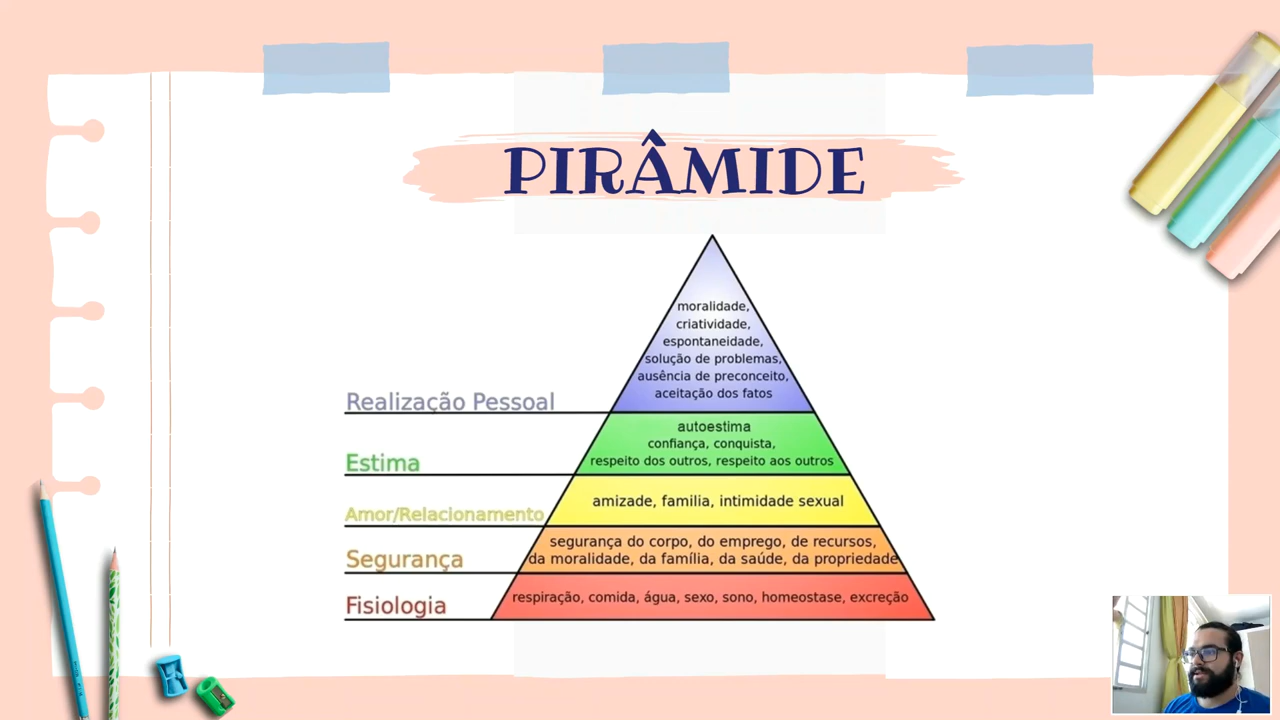 PIRÂMIDE
moralidade,
criatividade,
espontaneidade,
solução de problemas,
ausência de preconceito,
aceitação dos fatos
Realização Pessoal
autoestima
confiança, conquista,
respeito dos outros, respeito aos outros
Estima
amizade, familia, intimidade sexual
Amor/Relacionamento
segurança do corpo, do emprego, de recursos,
da moralidade, da família, da saúde, da propriedade
Segurança
respiração, comida, água, sexo, sono, homeostase, excreção
Fisiologia